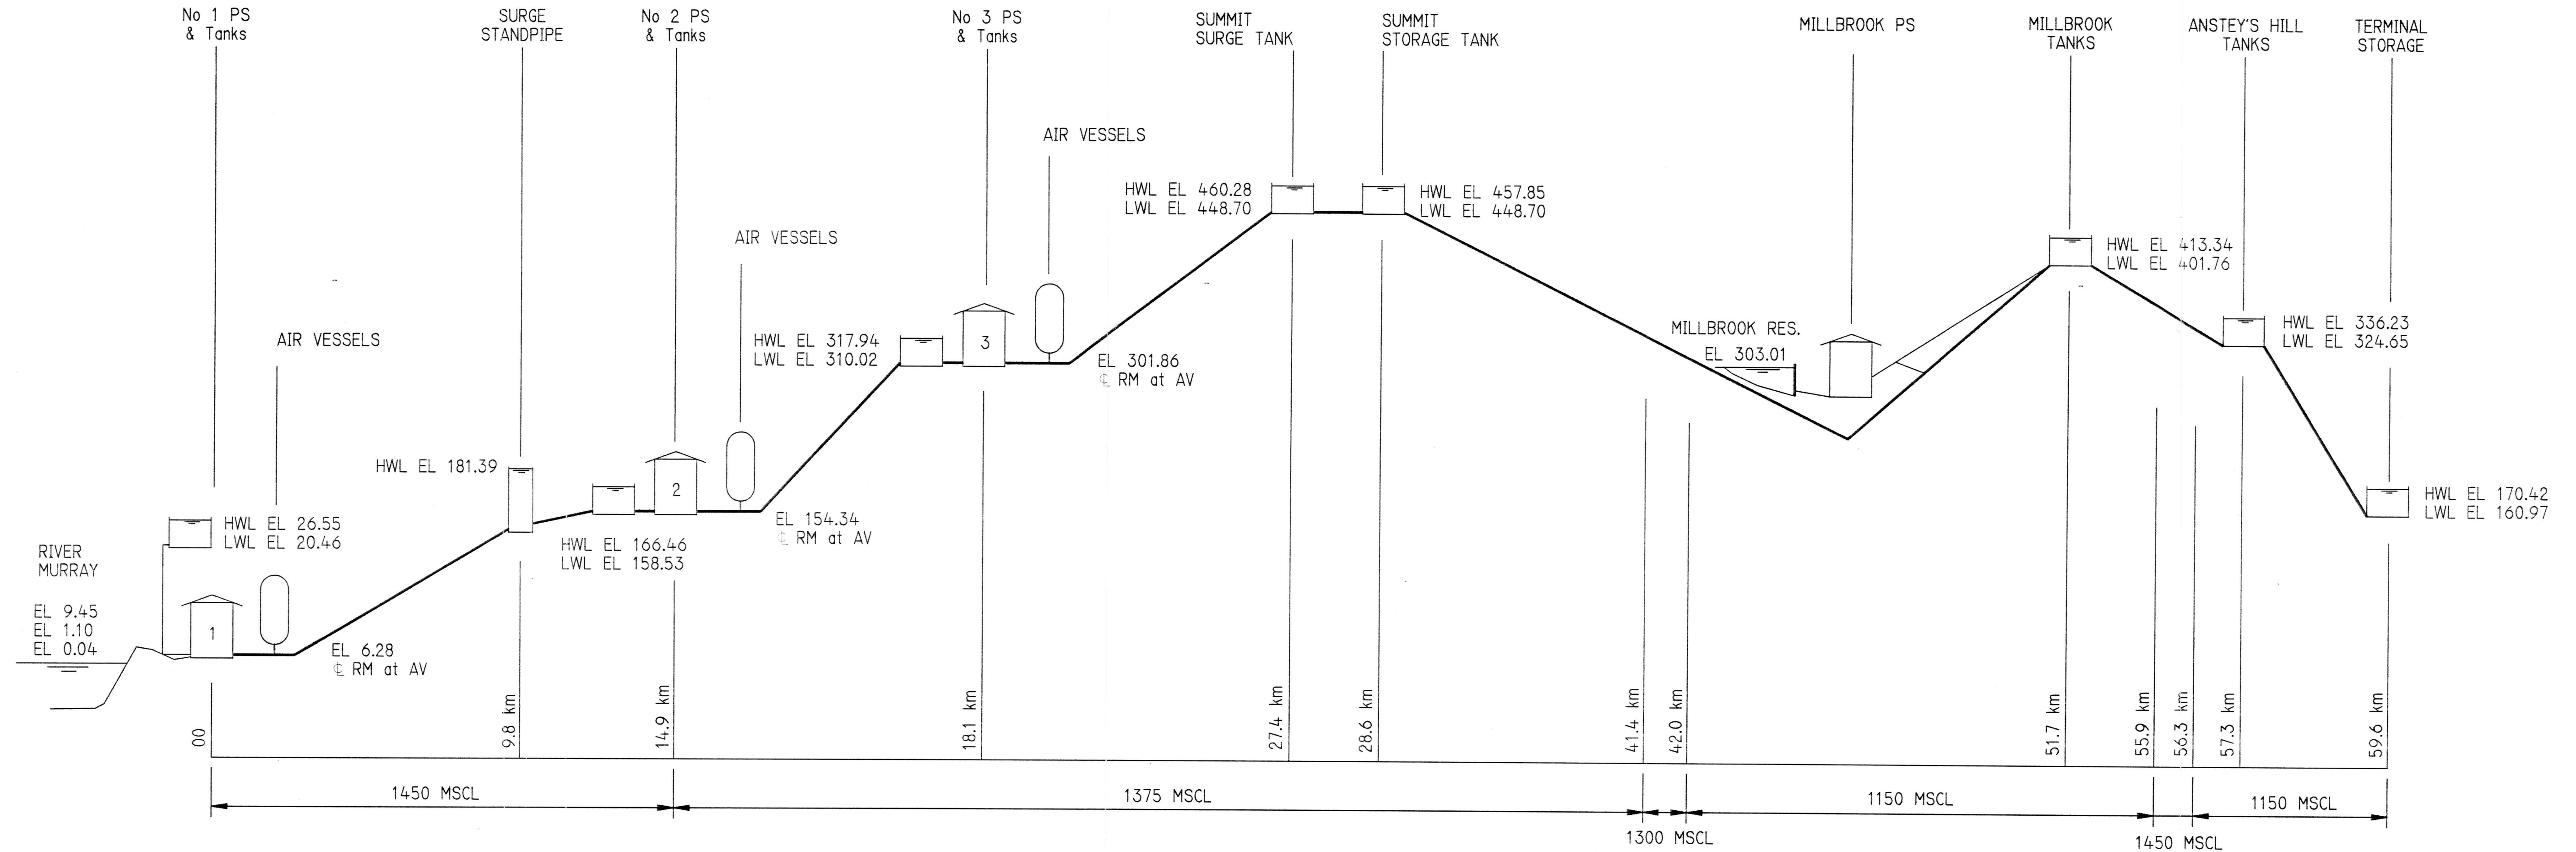 No 1 PS
& Tanks
SURGE
STANDPIPE
No 2 PS
& Tanks
No 3 PS
& Tanks
SUMMIT
SURGE TANK
SUMMIT
STORAGE TANK
MILLBROOK PS
MILLBROOK
TANKS
ANSTEY'S HILL
TANKS
TERMINAL
STORAGE
AIR VESSELS
HWL EL 460.28
LWL EL 448.70
HWL EL 457.85
LWL EL 448.70
AIR VESSELS
HWL EL 413.34
LWL EL 401.76
AIR VESSELS
HWL EL 317.94
LWL EL 310.02
3
EL 301.86
℄ RM at AV
MILLBROOK RES.
EL 303.01
HWL EL 336.23
LWL EL 324.65
HWL EL 181.39
2
EL 154.34
℄ RM at AV
HWL EL 166.46
LWL EL 158.53
HWL EL 170.42
LWL EL 160.97
HWL EL 26.55
LWL EL 20.46
RIVER
MURRAY
EL 9.45
EL 1.10
EL 0.04
1
EL 6.28
℄ RM at AV
00
9.8 km
14.9 km
18.1 km
27.4 km
28.6 km
41.4 km
42.0 km
51.7 km
55.9 km
56.3 km
57.3 km
59.6 km
1450 MSCL
1375 MSCL
1300 MSCL
1150 MSCL
1450 MSCL
1150 MSCL